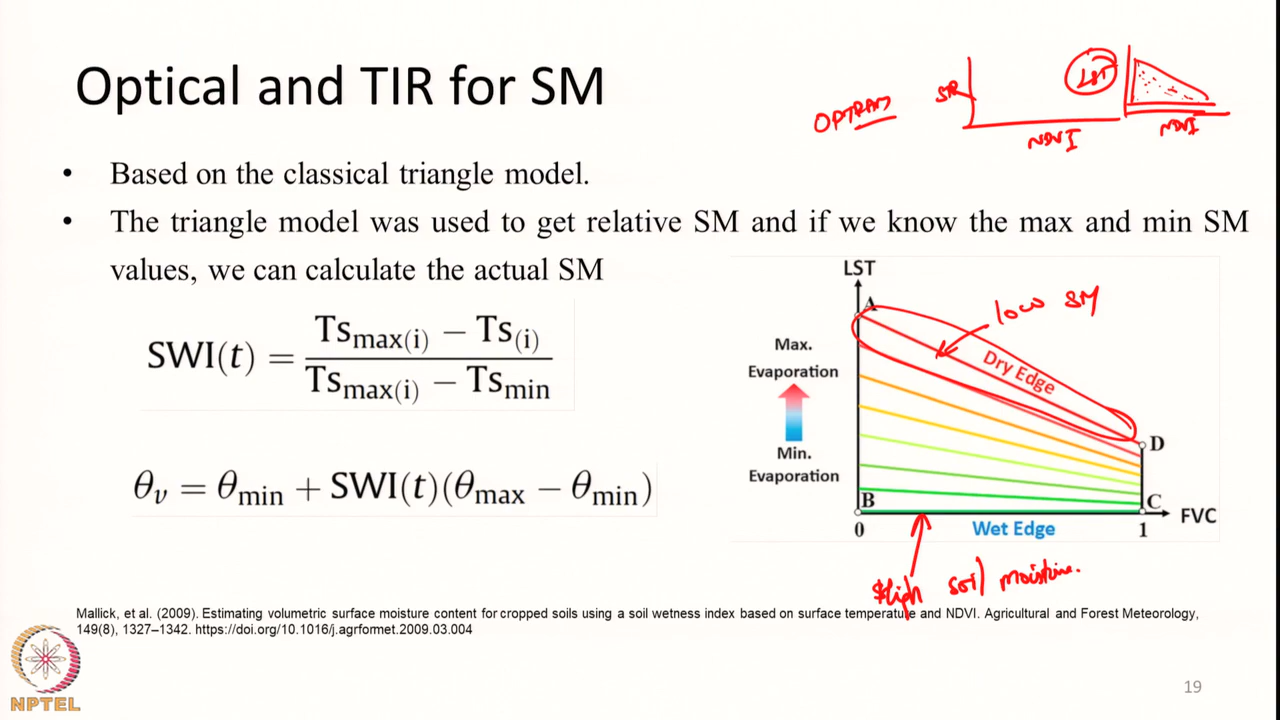 Optical and TIR for SM
OPTRAM
STR
NDVI
LST
NDVI
• Based on the classical triangle model.
• The triangle model was used to get relative SM and if we know the max and min SM
values, we can calculate the actual SM
SWI(t) = (Ts_max(i) − Ts_(i)) / (Ts_max(i) − Ts_min)
θ_v = θ_min + SWI(t)(θ_max − θ_min)
LST
A
low SM
Max.
Evaporation
Dry Edge
Min.
Evaporation
D
B
C
FVC
0
Wet Edge
1
High soil moisture.
Mallick, et al. (2009). Estimating volumetric surface moisture content for cropped soils using a soil wetness index based on surface temperature and NDVI. Agricultural and Forest Meteorology,
149(8), 1327–1342. https://doi.org/10.1016/j.agrformet.2009.03.004
NPTEL
19